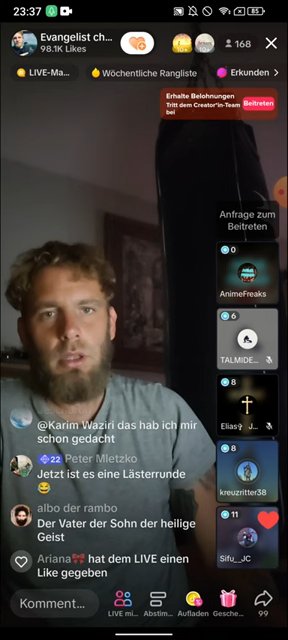 23:37
85
Evangelist ch...
98.1K Likes
168
LIVE-Ma...
Wöchentliche Rangliste
Erkunden >
Erhalte Belohnungen
Tritt dem Creator*in-Team
bei
Beitreten
Anfrage zum
Beitreten
0
AnimeFreaks
6
TALMIDE...
8
Elias✞ J...
8
kreuzritter38
11
Sifu__JC
@Karim Waziri das hab ich mir
schon gedacht
22 Peter Mletzko
Jetzt ist es eine Lästerrunde
😂
albo der rambo
Der Vater der Sohn der heilige
Geist
Ariana🎀 hat dem LIVE einen
Like gegeben
Komment...
LIVE mi...
Abstim...
Aufladen
Gesche...
99